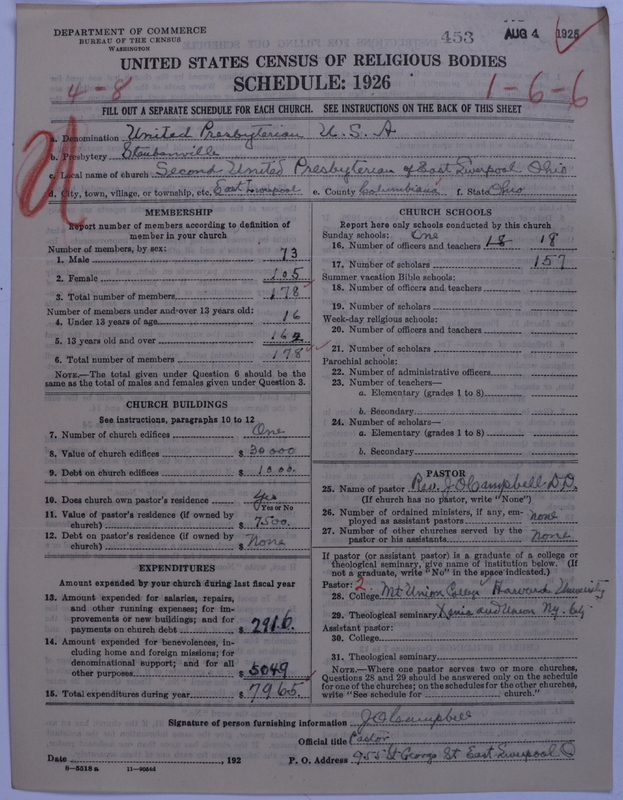 DEPARTMENT OF COMMERCE
BUREAU OF THE CENSUS
WASHINGTON
453
AUG 4 1926
UNITED STATES CENSUS OF RELIGIOUS BODIES
SCHEDULE: 1926
4-8
1-6-6
FILL OUT A SEPARATE SCHEDULE FOR EACH CHURCH. SEE INSTRUCTIONS ON THE BACK OF THIS SHEET
a. Denomination United Presbyterian U.S.A
b. Presbytery Steubenville
c. Local name of church Second United Presbyterian of East Liverpool Ohio
d. City, town, village, or township, etc. East Liverpool e. County Columbiana f. State Ohio
MEMBERSHIP
Report number of members according to definition of
member in your church
Number of members, by sex:
1. Male 73
2. Female 105
3. Total number of members 178
Number of members under and over 13 years old:
4. Under 13 years of age 16
5. 13 years old and over 162
6. Total number of members 178
NOTE.—The total given under Question 6 should be the
same as the total of males and females given under Question 3.
CHURCH BUILDINGS
See instructions, paragraphs 10 to 12
7. Number of church edifices One
8. Value of church edifices $ 30000
9. Debt on church edifices $ 1000.
10. Does church own pastor's residence Yes
Yes or No
11. Value of pastor's residence (if owned by
church) $ 7500.
12. Debt on pastor's residence (if owned by
church) $ None
EXPENDITURES
Amount expended by your church during last fiscal year
13. Amount expended for salaries, repairs,
and other running expenses; for im-
provements or new buildings; and for
payments on church debt $ 2916.
14. Amount expended for benevolences, in-
cluding home and foreign missions; for
denominational support; and for all
other purposes $ 5049
15. Total expenditures during year $ 7965.
CHURCH SCHOOLS
Report here only schools conducted by this church
Sunday schools: One
16. Number of officers and teachers 18 18
17. Number of scholars 157
Summer vacation Bible schools:
18. Number of officers and teachers
19. Number of scholars
Week-day religious schools:
20. Number of officers and teachers
21. Number of scholars
Parochial schools:
22. Number of administrative officers
23. Number of teachers—
a. Elementary (grades 1 to 8)
b. Secondary
24. Number of scholars—
a. Elementary (grades 1 to 8)
b. Secondary
PASTOR
25. Name of pastor Rev. J.O. Campbell D.D.
(If church has no pastor, write "None")
26. Number of ordained ministers, if any, em-
ployed as assistant pastors none
27. Number of other churches served by the
pastor or his assistants None
If pastor (or assistant pastor) is a graduate of a college or
theological seminary, give name of institution below. (If
not a graduate, write "No" in the space indicated.)
Pastor: 2
28. College Mt Union College Harvard University
29. Theological seminary Xenia and Union Ny. City
Assistant pastor:
30. College
31. Theological seminary
NOTE.—Where one pastor serves two or more churches,
Questions 28 and 29 should be answered only on the schedule
for one of the churches; on the schedules for the other churches,
write "See schedule for church."
Signature of person furnishing information J.O. Campbell
Official title Pastor
Date , 192 P. O. Address 955 St George St East Liverpool O
8-5518a